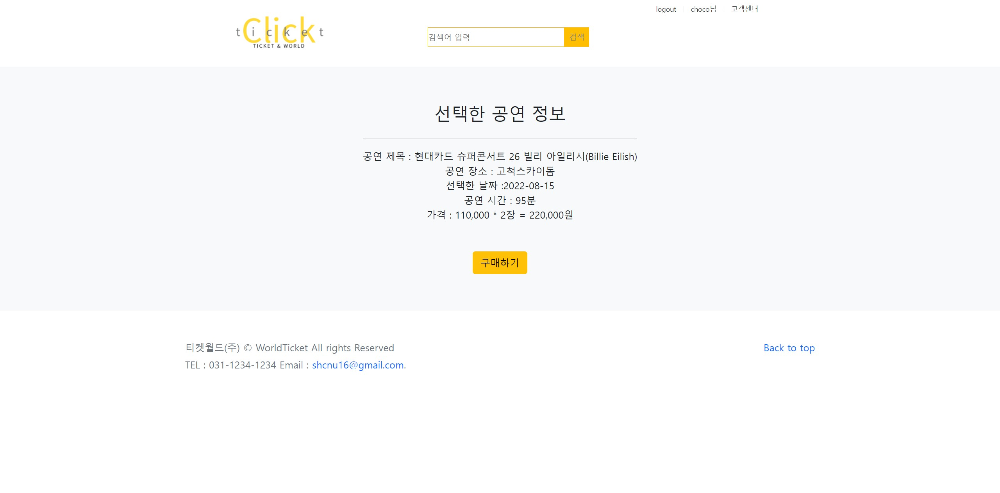 logout choco님 고객센터
Click
ticket
TICKET & WORLD
검색어 입력 검색
선택한 공연 정보
공연 제목 : 현대카드 슈퍼콘서트 26 빌리 아일리시(Billie Eilish)
공연 장소 : 고척스카이돔
선택한 날짜 :2022-08-15
공연 시간 : 95분
가격 : 110,000 * 2장 = 220,000원
구매하기
티켓월드(주) © WorldTicket All rights Reserved
Back to top
TEL : 031-1234-1234 Email : shcnu16@gmail.com.